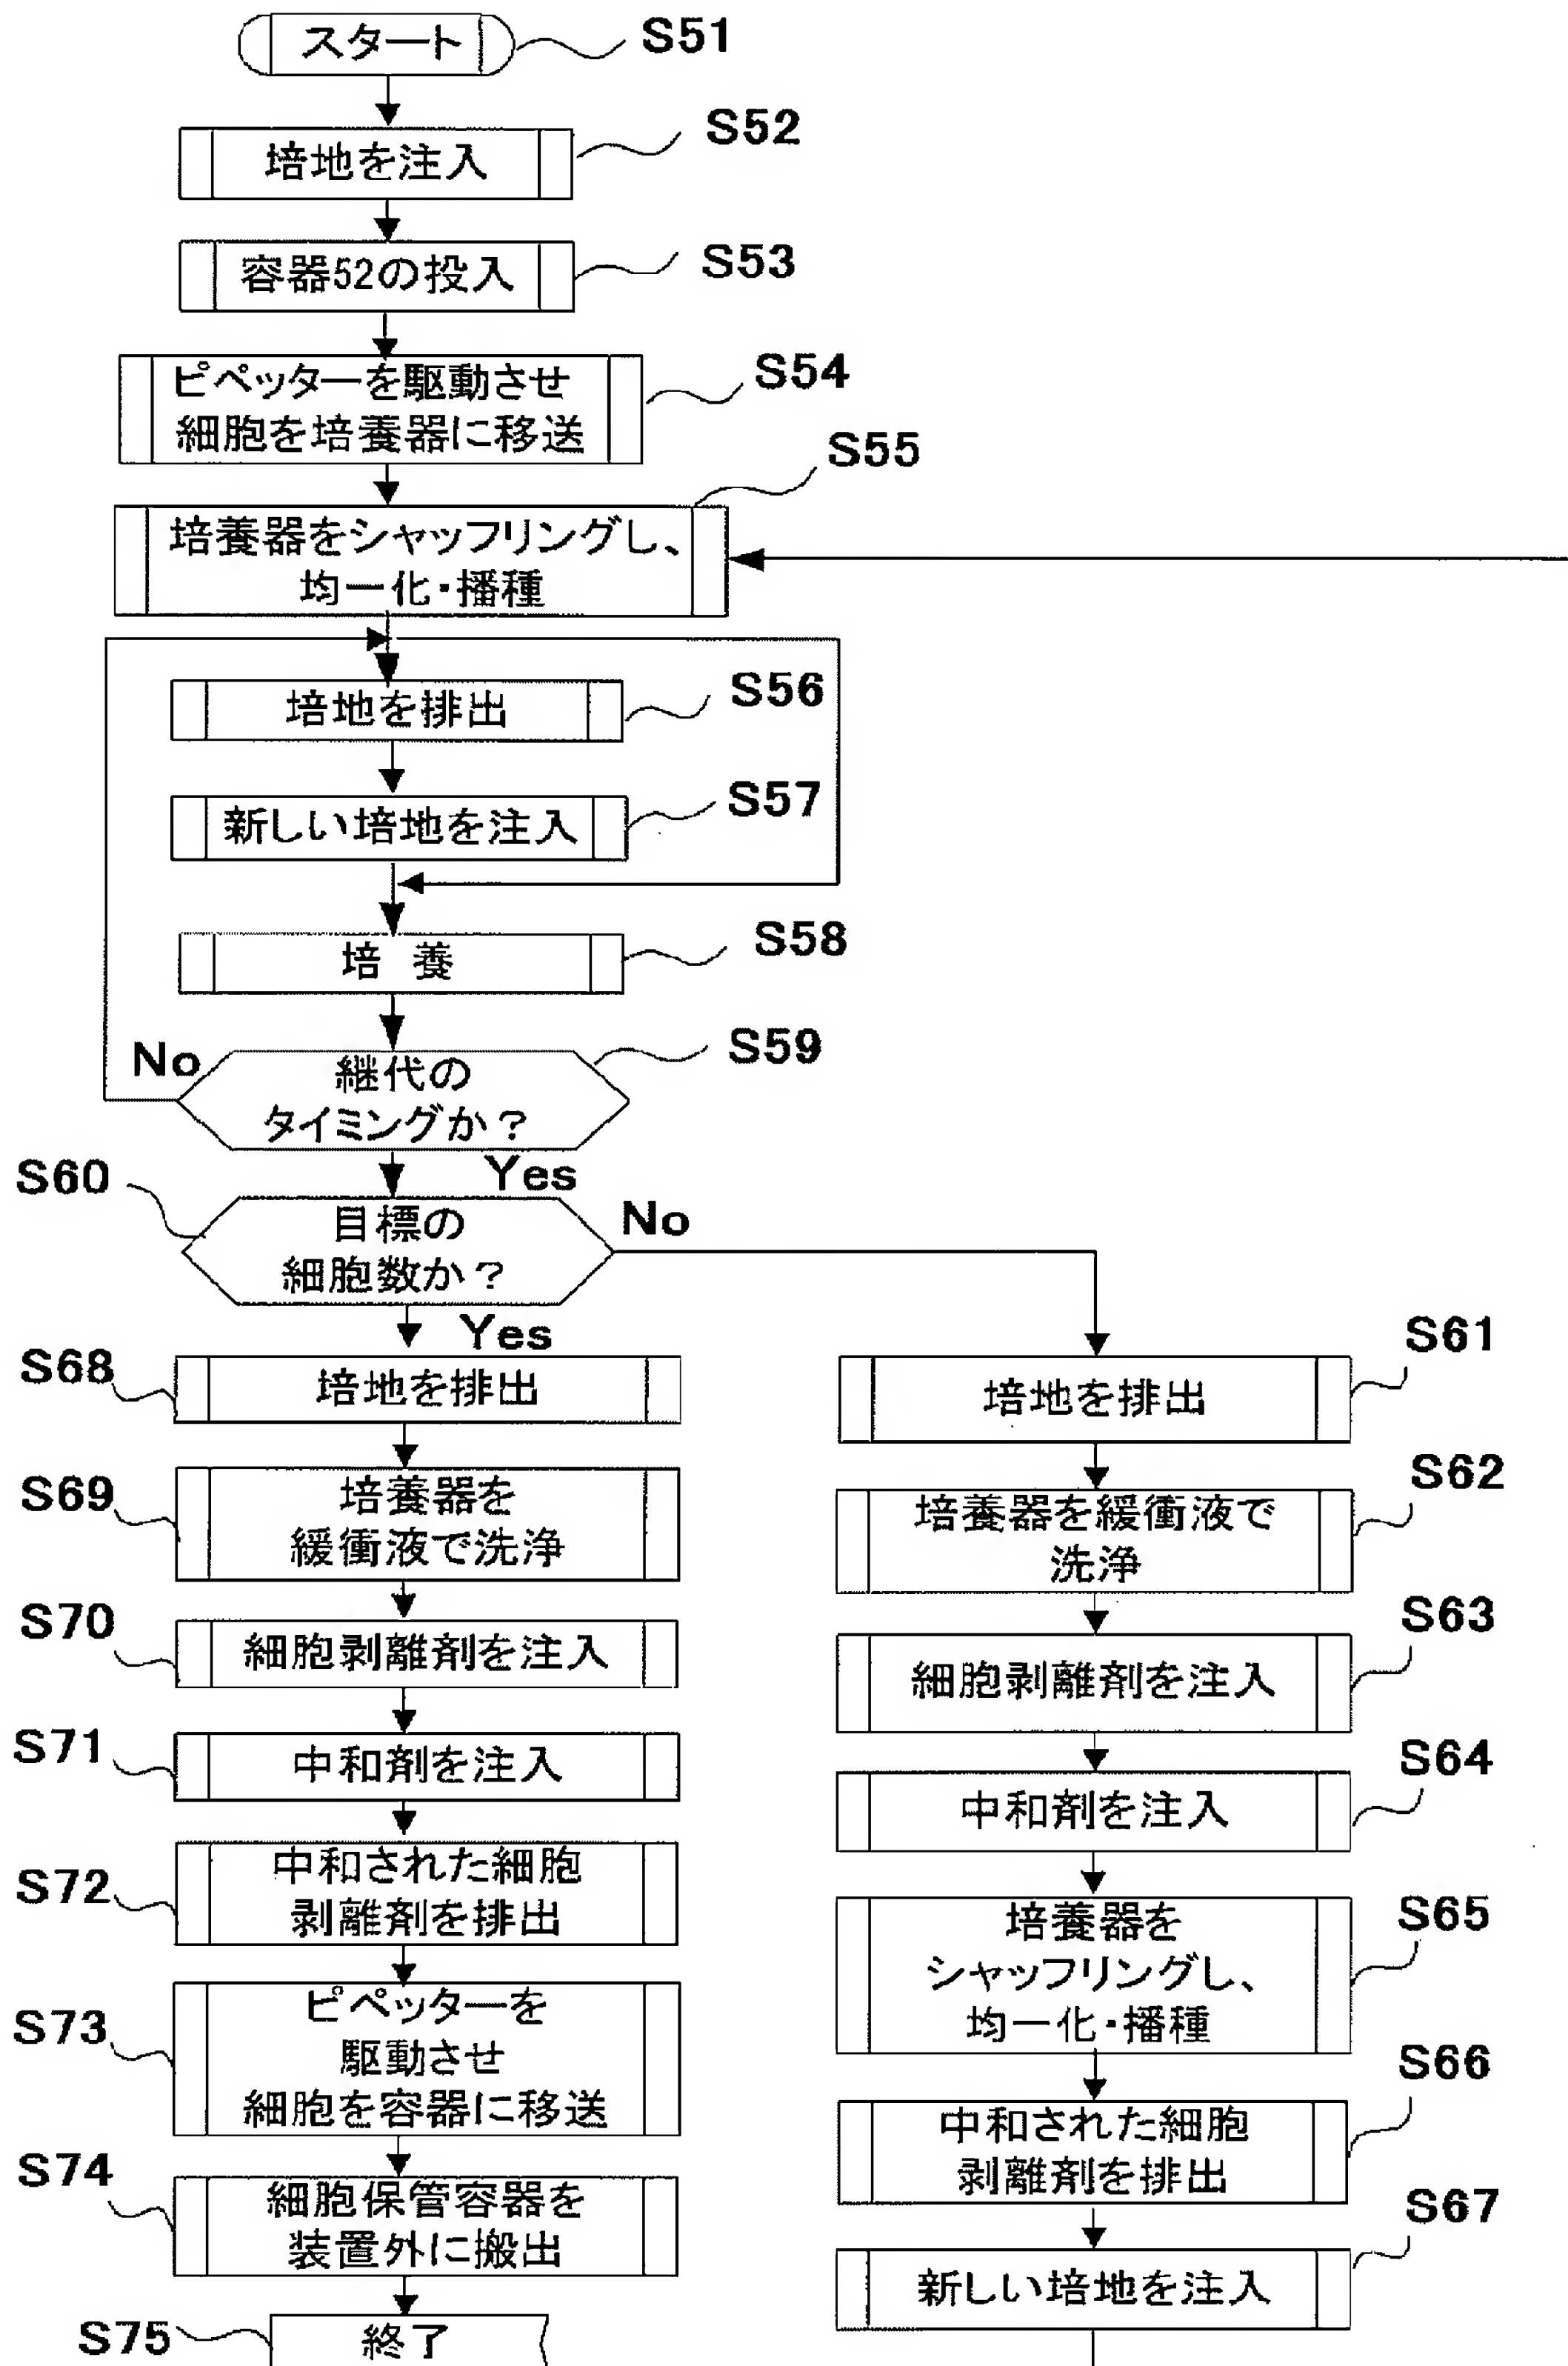 スタート
S51
培地を注入
S52
容器52の投入
S53
ピペッターを駆動させ
細胞を培養器に移送
S54
培養器をシャッフリングし、
均一化・播種
S55
培地を排出
S56
新しい培地を注入
S57
培 養
S58
継代の
タイミングか？
S59
No
Yes
S60
目標の
細胞数か？
No
Yes
S68
培地を排出
S69
培養器を
緩衝液で洗浄
S70
細胞剥離剤を注入
S71
中和剤を注入
S72
中和された細胞
剥離剤を排出
S73
ピペッターを
駆動させ
細胞を容器に移送
S74
細胞保管容器を
装置外に搬出
S75
終了
S61
培地を排出
S62
培養器を緩衝液で
洗浄
S63
細胞剥離剤を注入
S64
中和剤を注入
S65
培養器を
シャッフリングし、
均一化・播種
S66
中和された細胞
剥離剤を排出
S67
新しい培地を注入